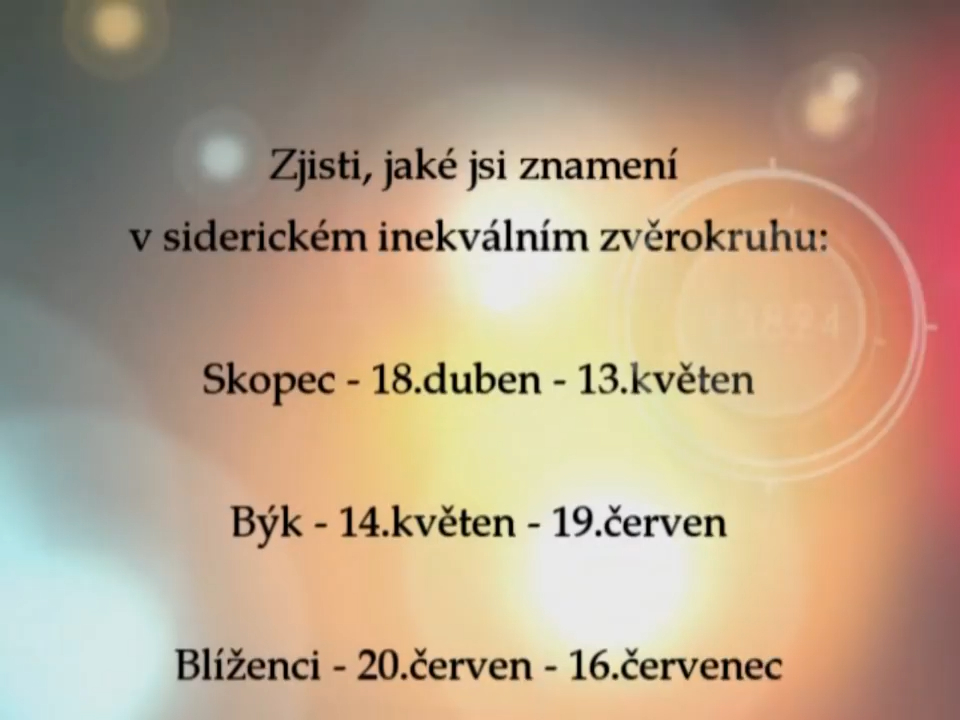 Zjisti, jaké jsi znamení
v siderickém inekválním zvěrokruhu:
Skopec - 18.duben - 13.květen
Býk - 14.květen - 19.červen
Blíženci - 20.červen - 16.červenec